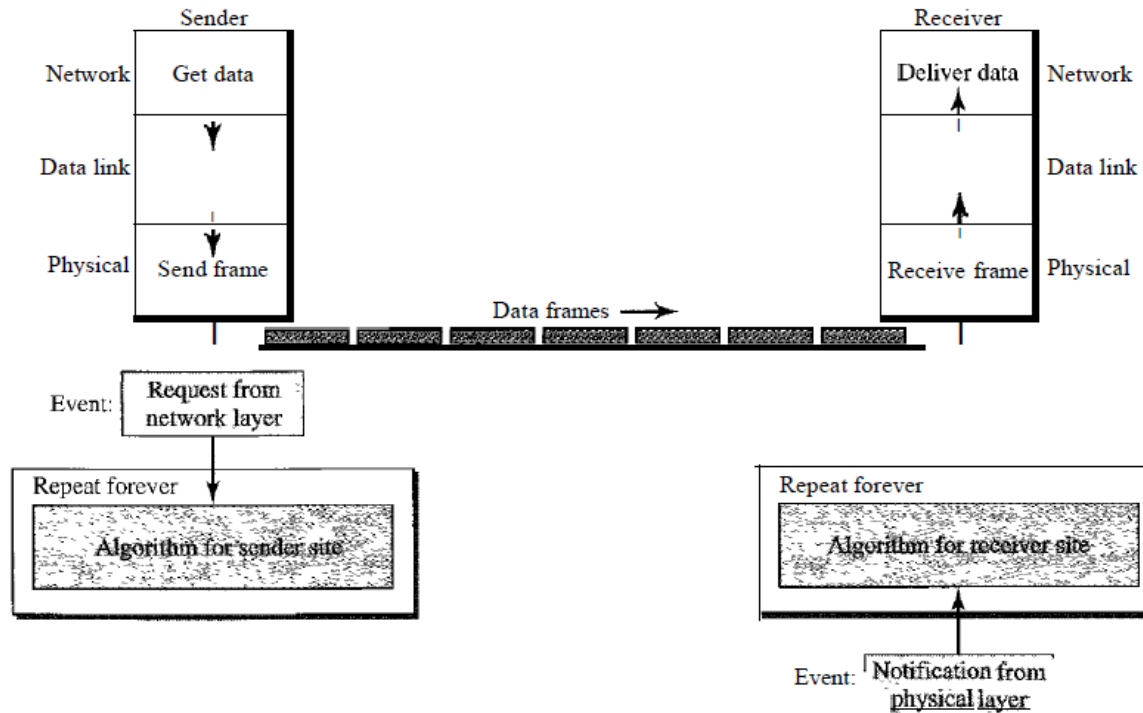 Sender
Receiver
Network
Get data
Deliver data
Network
Data link
Data link
Physical
Send frame
Receive frame
Physical
Data frames
Event:
Request from
network layer
Repeat forever
Algorithm for sender site
Repeat forever
Algorithm for receiver site
Event:
Notification from
physical layer